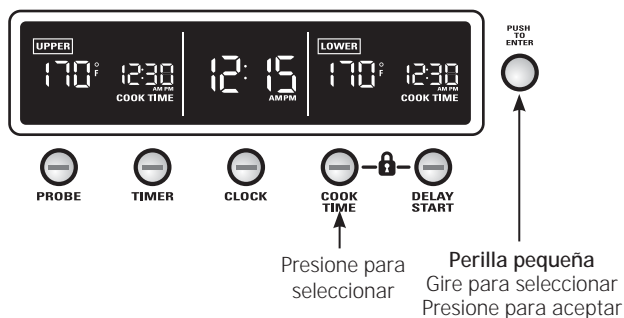 PUSH
TO
ENTER
UPPER
LOWER
170°F
12:30
AM PM
COOK TIME
12:15
AM PM
170°F
12:30
AM PM
COOK TIME
PROBE
TIMER
CLOCK
COOK
TIME
DELAY
START
Presione para
seleccionar
Perilla pequeña
Gire para seleccionar
Presione para aceptar